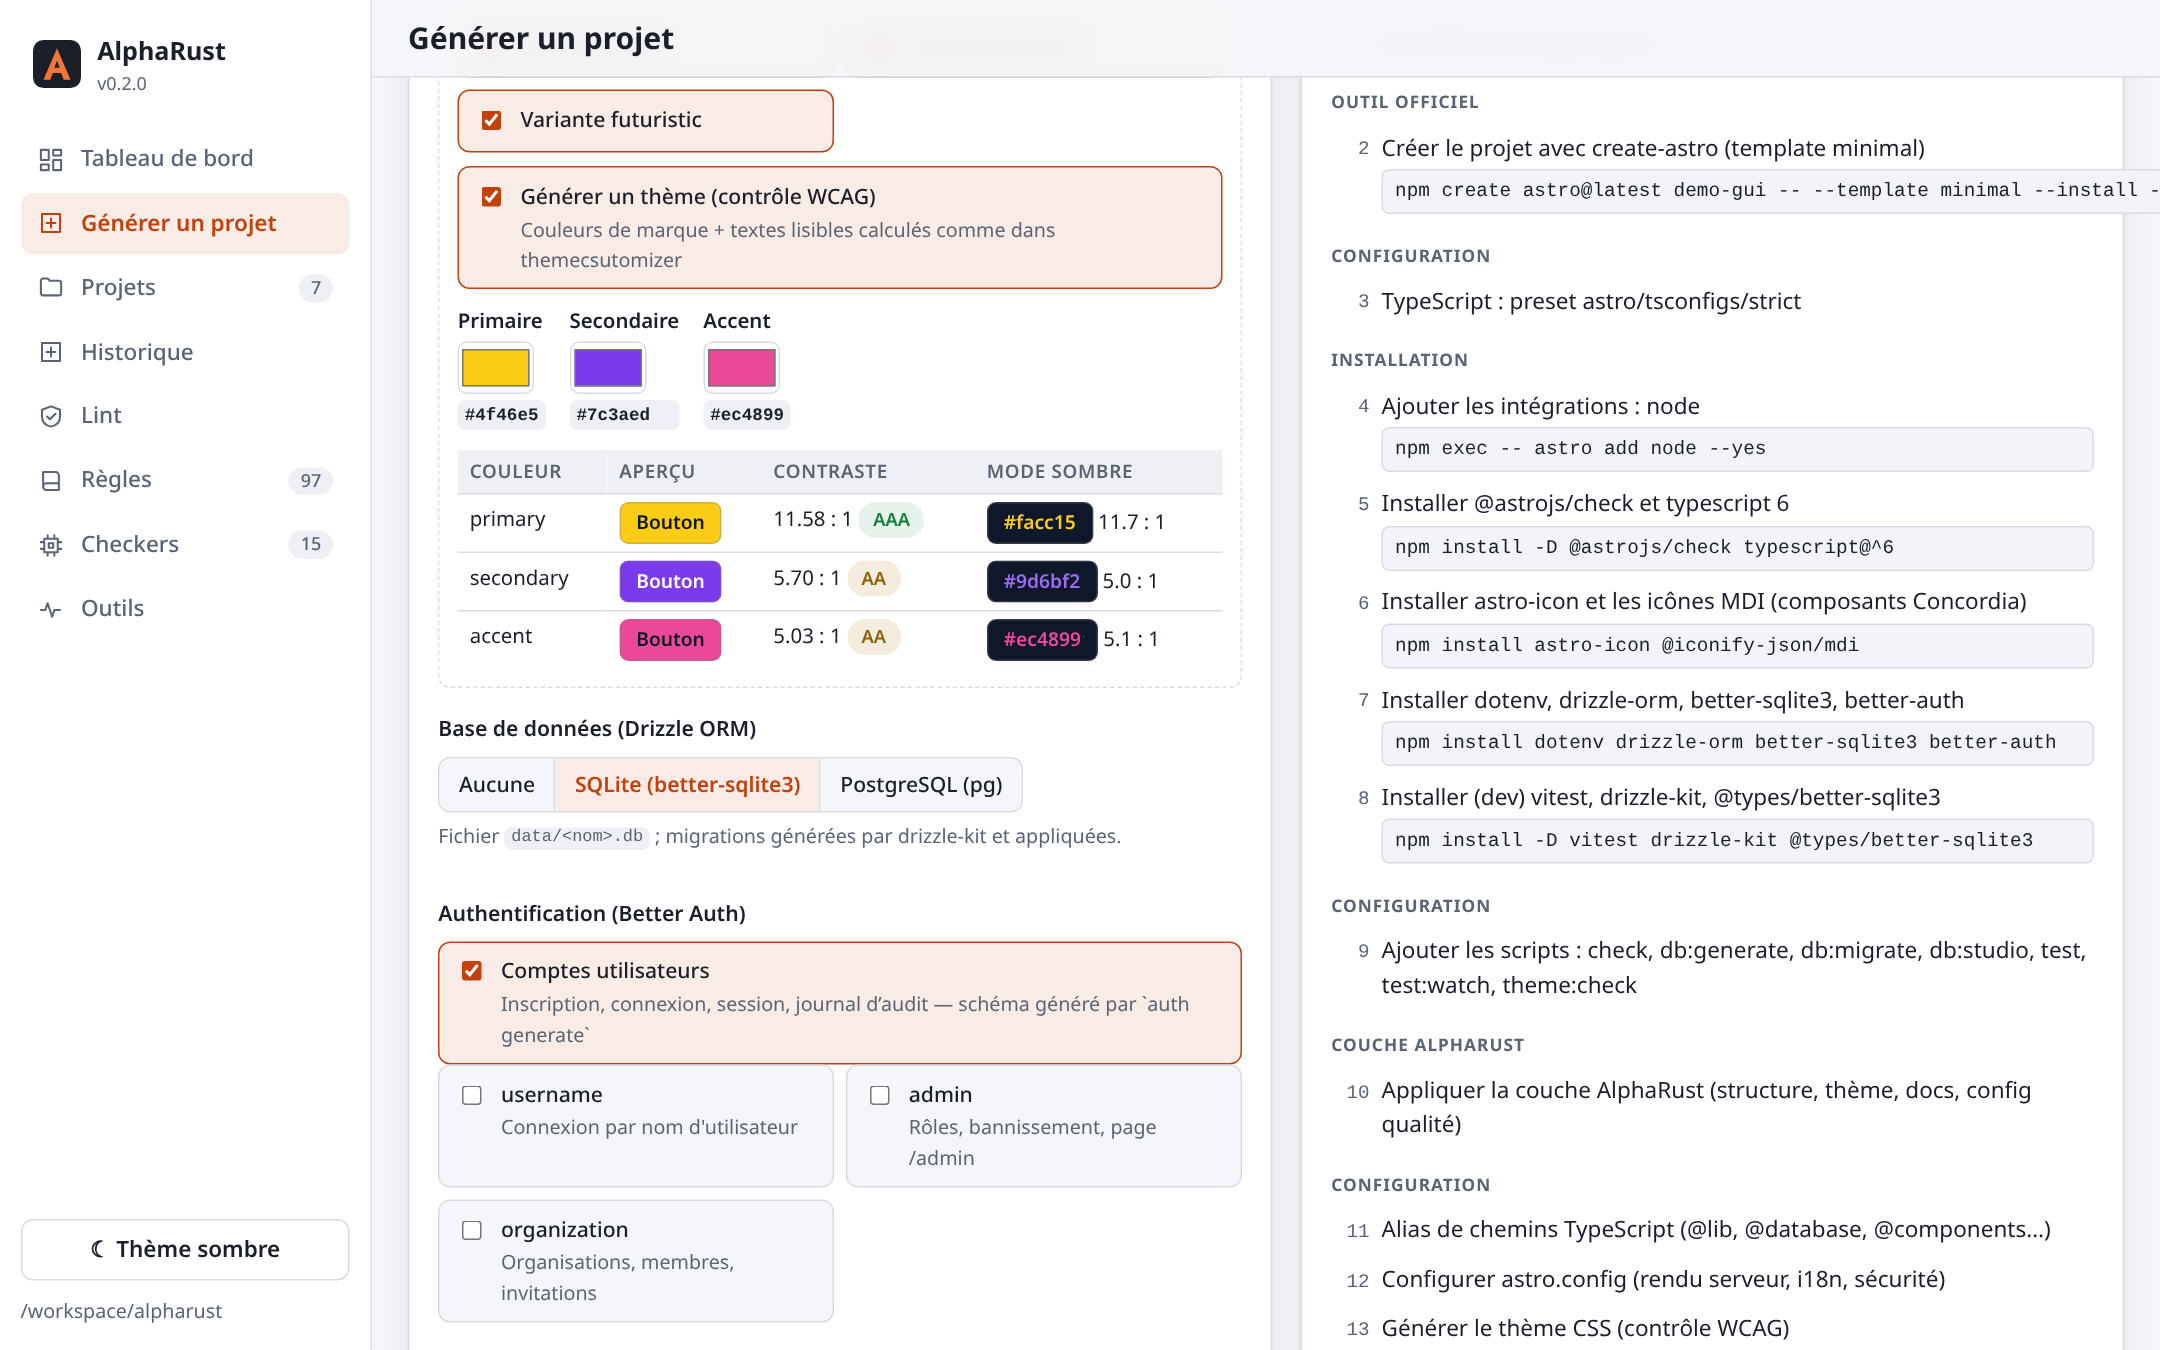 AlphaRust
v0.2.0
Tableau de bord
Générer un projet
Projets 7
Historique
Lint
Règles 97
Checkers 15
Outils
☾ Thème sombre
/workspace/alpharust
Générer un projet
Variante futuristic
Générer un thème (contrôle WCAG)
Couleurs de marque + textes lisibles calculés comme dans
themecsutomizer
Primaire Secondaire Accent
#4f46e5 #7c3aed #ec4899
COULEUR APERÇU CONTRASTE MODE SOMBRE
primary Bouton 11.58 : 1 AAA #facc15 11.7 : 1
secondary Bouton 5.70 : 1 AA #9d6bf2 5.0 : 1
accent Bouton 5.03 : 1 AA #ec4899 5.1 : 1
Base de données (Drizzle ORM)
Aucune SQLite (better-sqlite3) PostgreSQL (pg)
Fichier data/<nom>.db ; migrations générées par drizzle-kit et appliquées.
Authentification (Better Auth)
Comptes utilisateurs
Inscription, connexion, session, journal d’audit — schéma généré par `auth
generate`
username
Connexion par nom d'utilisateur
admin
Rôles, bannissement, page
/admin
organization
Organisations, membres,
invitations
OUTIL OFFICIEL
2 Créer le projet avec create-astro (template minimal)
npm create astro@latest demo-gui -- --template minimal --install -
CONFIGURATION
3 TypeScript : preset astro/tsconfigs/strict
INSTALLATION
4 Ajouter les intégrations : node
npm exec -- astro add node --yes
5 Installer @astrojs/check et typescript 6
npm install -D @astrojs/check typescript@^6
6 Installer astro-icon et les icônes MDI (composants Concordia)
npm install astro-icon @iconify-json/mdi
7 Installer dotenv, drizzle-orm, better-sqlite3, better-auth
npm install dotenv drizzle-orm better-sqlite3 better-auth
8 Installer (dev) vitest, drizzle-kit, @types/better-sqlite3
npm install -D vitest drizzle-kit @types/better-sqlite3
CONFIGURATION
9 Ajouter les scripts : check, db:generate, db:migrate, db:studio, test,
test:watch, theme:check
COUCHE ALPHARUST
10 Appliquer la couche AlphaRust (structure, thème, docs, config
qualité)
CONFIGURATION
11 Alias de chemins TypeScript (@lib, @database, @components…)
12 Configurer astro.config (rendu serveur, i18n, sécurité)
13 Générer le thème CSS (contrôle WCAG)